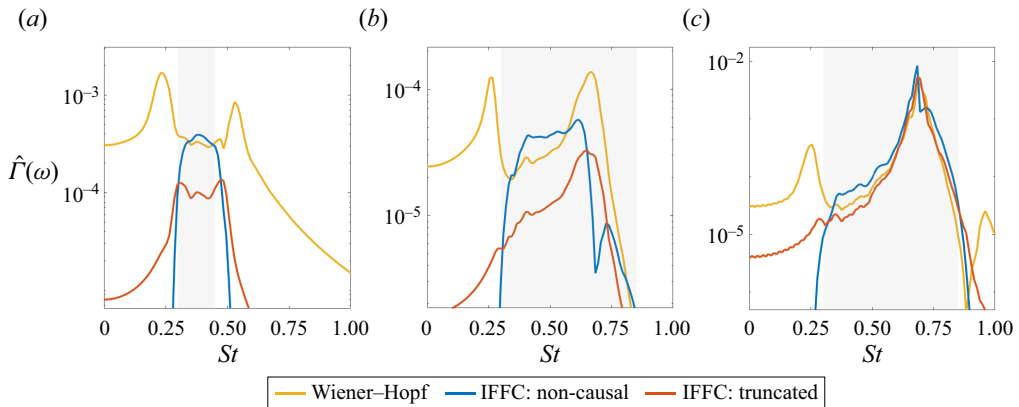 (a) (b) (c)
10⁻³ 10⁻⁴ 10⁻² 
Γ̂(ω)
10⁻⁴ 10⁻⁵ 10⁻⁵
0 0.25 0.50 0.75 1.00 0 0.25 0.50 0.75 1.00 0 0.25 0.50 0.75 1.00
St St St
Wiener–Hopf IFFC: non-causal IFFC: truncated